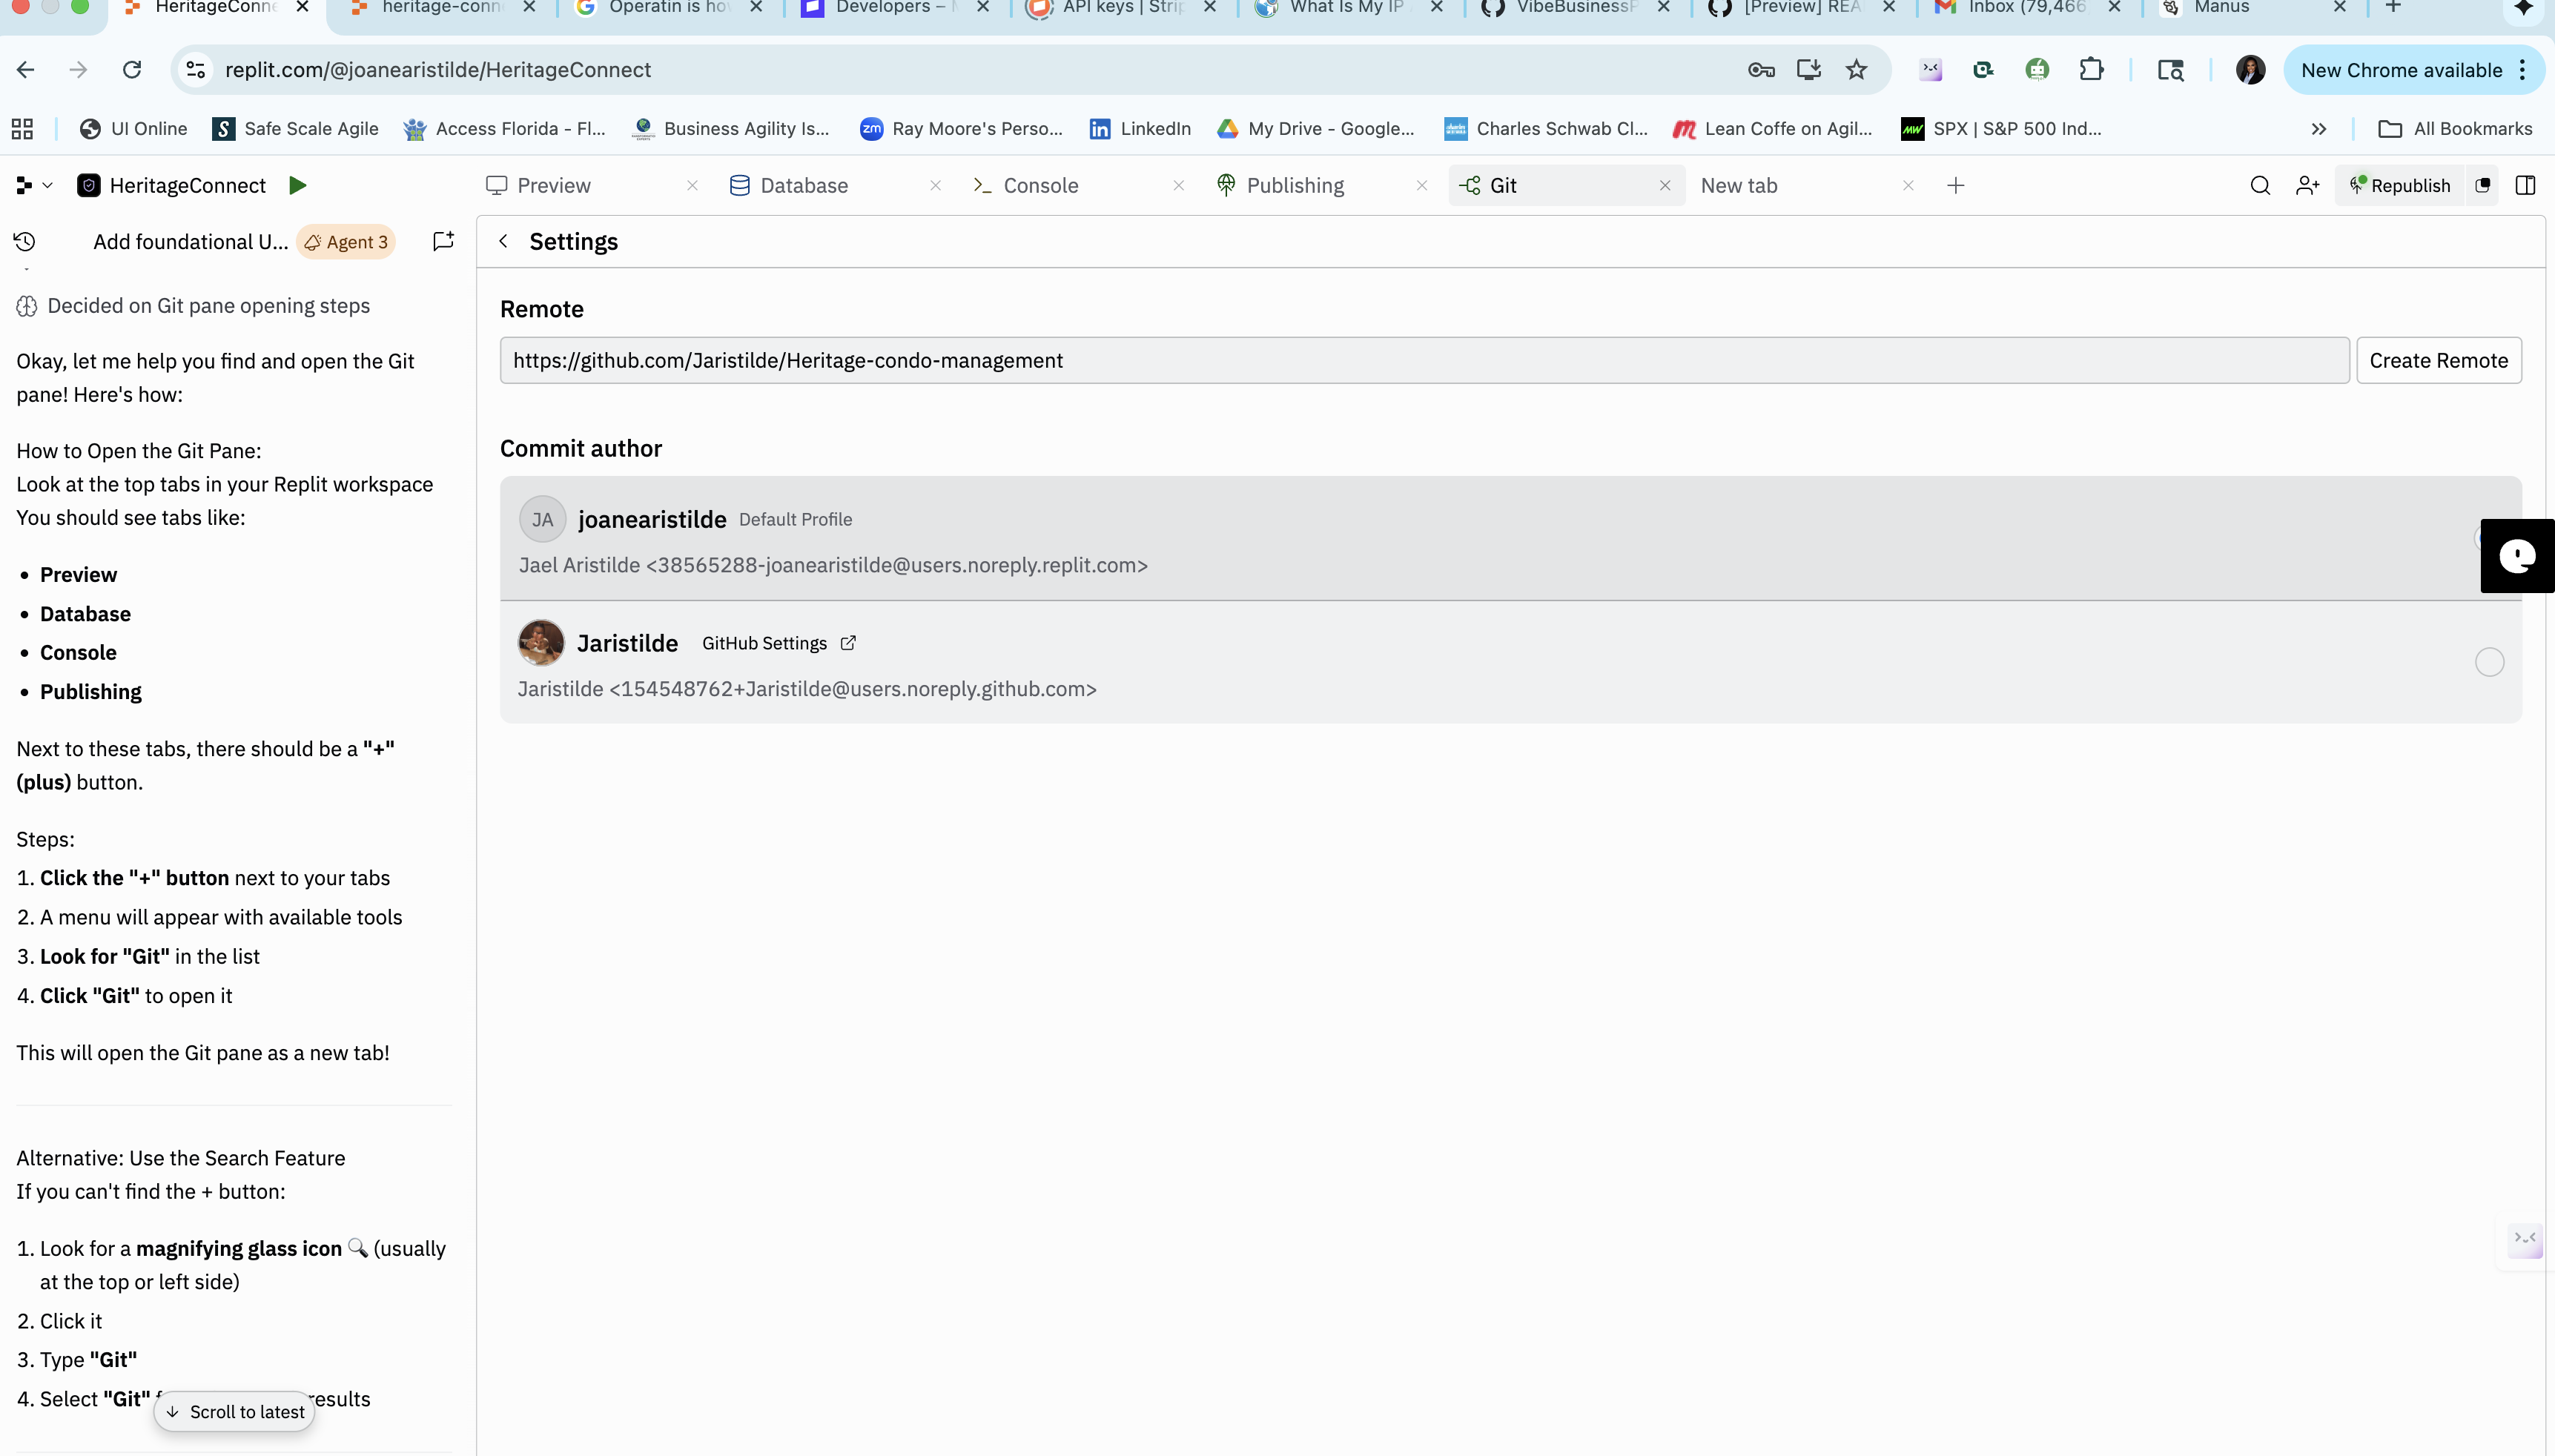 HeritageConne
heritage-conn
Operatin is how
Developers –
API keys | Strip
What Is My IP
VibeBusinessP
[Preview] REA
Inbox (79,466
Manus
replit.com/@joanearistilde/HeritageConnect
New Chrome available
UI Online
Safe Scale Agile
Access Florida - Fl...
Business Agility Is...
zm
Ray Moore's Perso...
LinkedIn
My Drive - Google...
Charles Schwab Cl...
Lean Coffe on Agil...
SPX | S&P 500 Ind...
All Bookmarks
HeritageConnect
Preview
Database
Console
Publishing
Git
New tab
Republish
Add foundational U...
Agent 3
Decided on Git pane opening steps
Okay, let me help you find and open the Git
pane! Here's how:
How to Open the Git Pane:
Look at the top tabs in your Replit workspace
You should see tabs like:
• Preview
• Database
• Console
• Publishing
Next to these tabs, there should be a "+"
(plus) button.
Steps:
1. Click the "+" button next to your tabs
2. A menu will appear with available tools
3. Look for "Git" in the list
4. Click "Git" to open it
This will open the Git pane as a new tab!
Alternative: Use the Search Feature
If you can't find the + button:
1. Look for a magnifying glass icon 🔍 (usually
at the top or left side)
2. Click it
3. Type "Git"
4. Select "Git" results
Scroll to latest
Settings
Remote
https://github.com/Jaristilde/Heritage-condo-management
Create Remote
Commit author
JA
joanearistilde Default Profile
Jael Aristilde <38565288-joanearistilde@users.noreply.replit.com>
Jaristilde GitHub Settings
Jaristilde <154548762+Jaristilde@users.noreply.github.com>